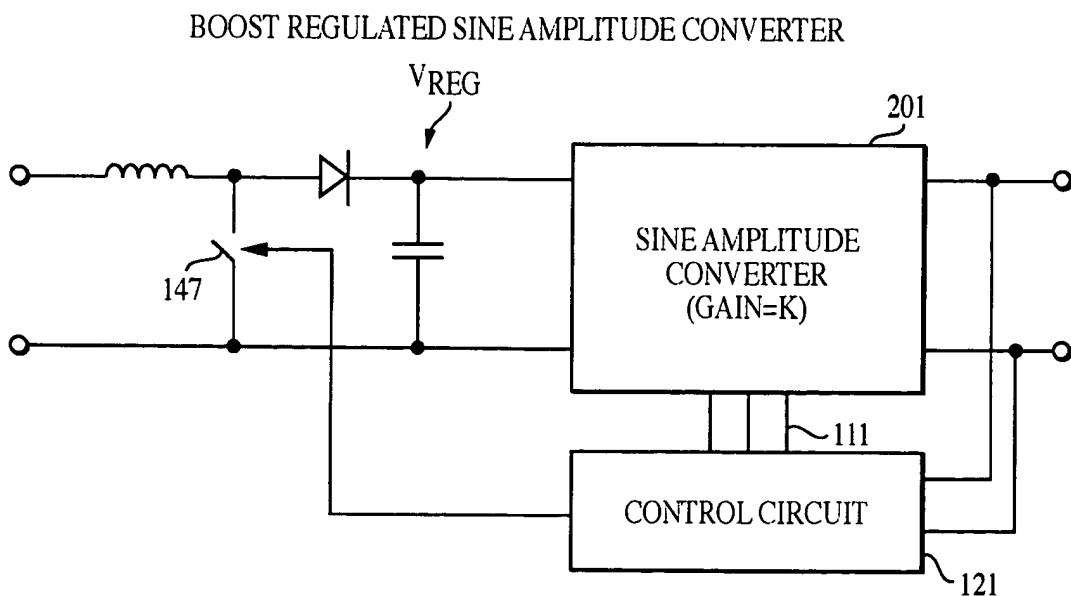 BOOST REGULATED SINE AMPLITUDE CONVERTER
VREG
201
SINE AMPLITUDE
CONVERTER
(GAIN=K)
147
111
CONTROL CIRCUIT
121